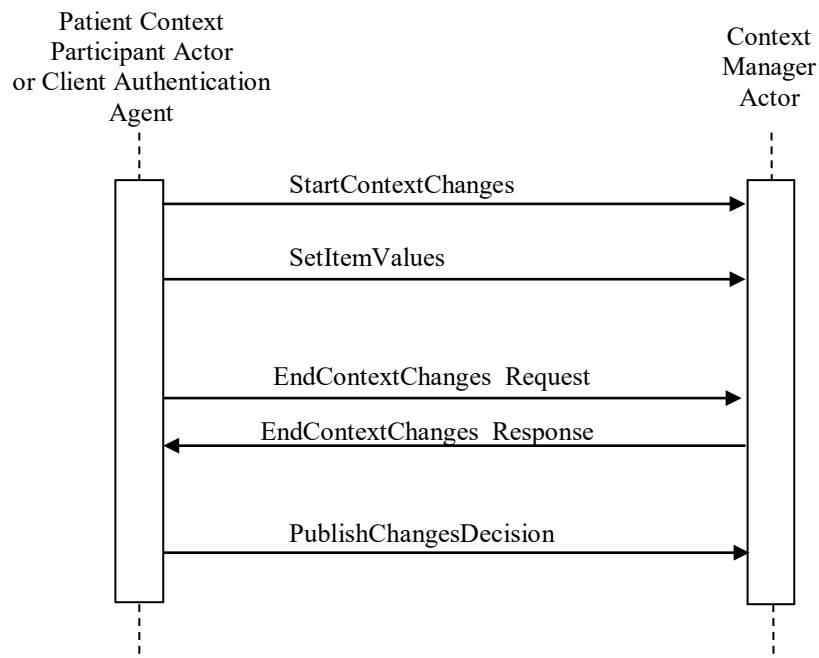 Patient Context
Participant Actor
or Client Authentication
Agent
Context
Manager
Actor
StartContextChanges
SetItemValues
EndContextChanges Request
EndContextChanges Response
PublishChangesDecision